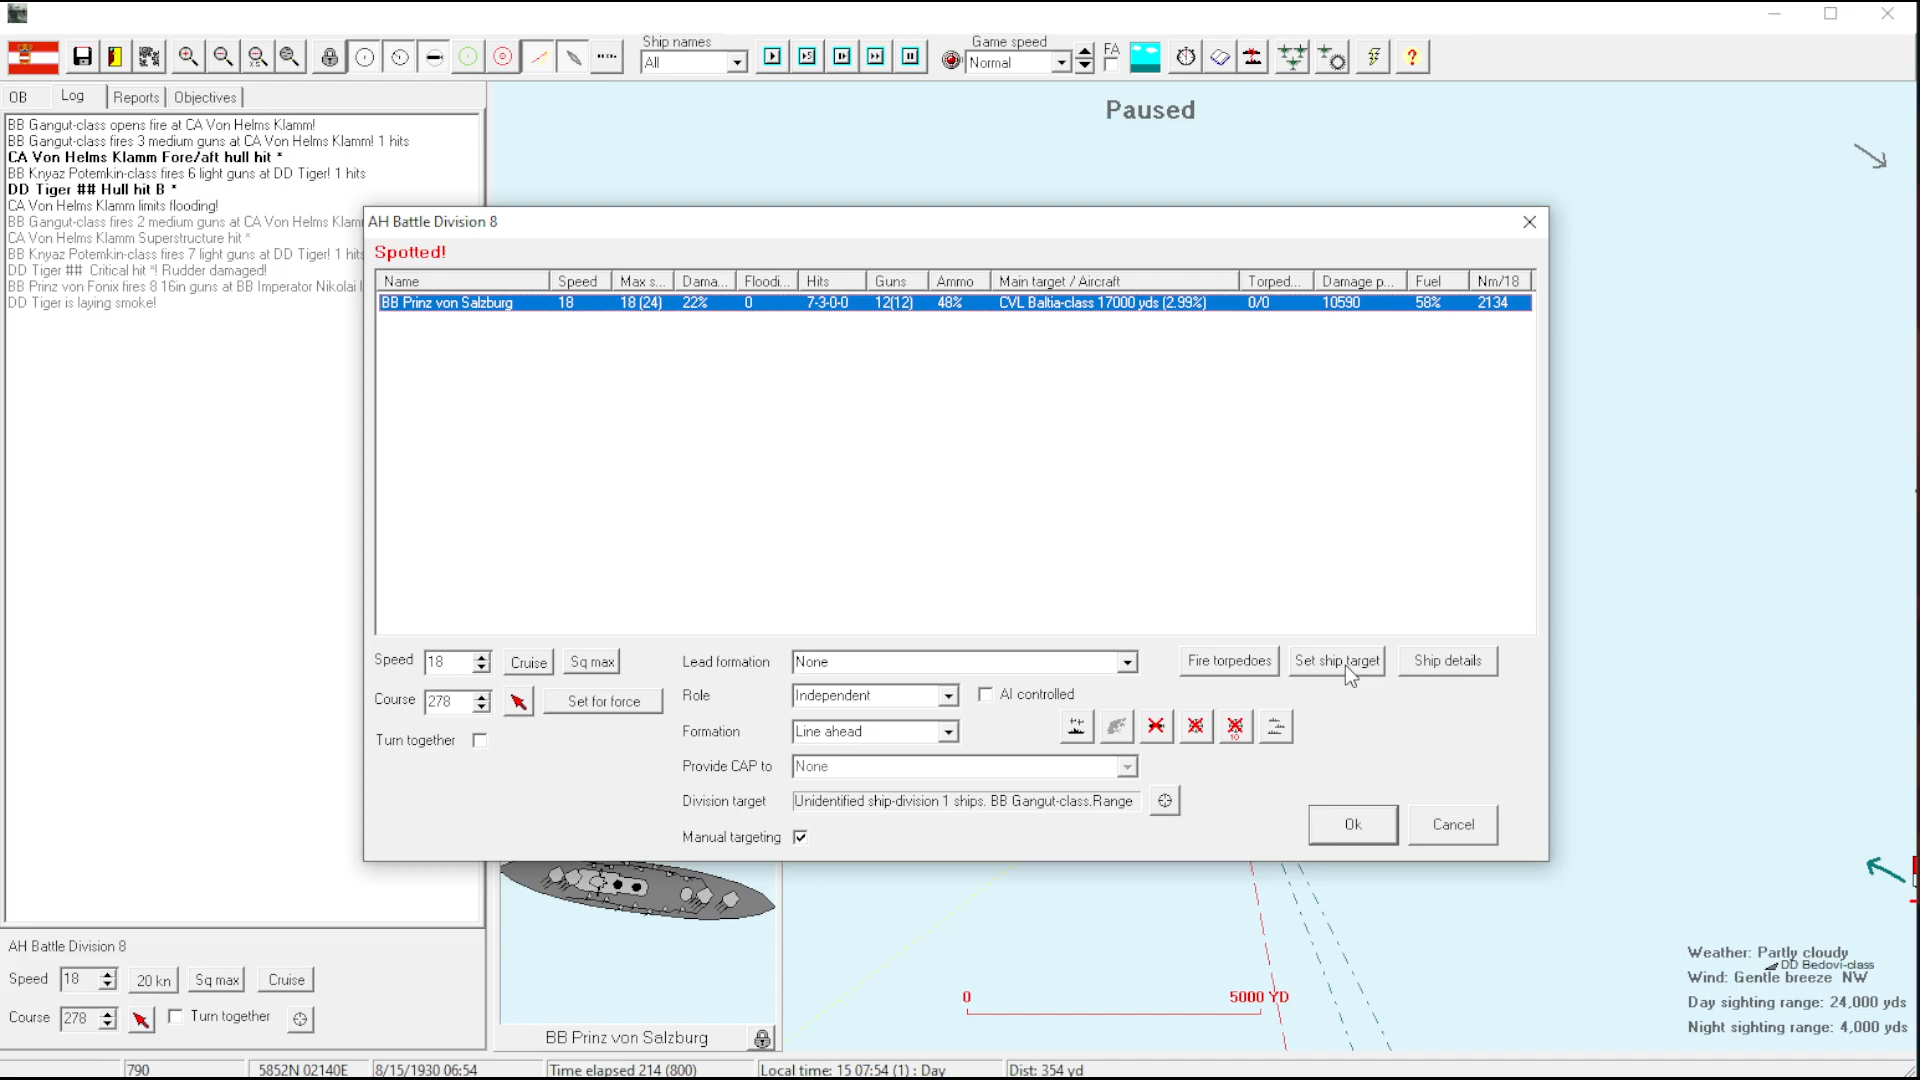 Ship names
All
Game speed
Normal
FA
OB Log Reports Objectives
Paused
BB Gangut-class opens fire at CA Von Helms Klamm!
BB Gangut-class fires 3 medium guns at CA Von Helms Klamm! 1 hits
CA Von Helms Klamm Fore/aft hull hit *
BB Knyaz Potemkin-class fires 6 light guns at DD Tiger! 1 hits
DD Tiger ## Hull hit B *
CA Von Helms Klamm limits flooding!
BB Gangut-class fires 2 medium guns at CA Von Helms Klam
CA Von Helms Klamm Superstructure hit *
BB Knyaz Potemkin-class fires 7 light guns at DD Tiger! 1 hits
DD Tiger ## Critical hit *! Rudder damaged!
BB Prinz von Fonix fires 8 16in guns at BB Imperator Nikolai I
DD Tiger is laying smoke!
AH Battle Division 8
Spotted!
Name Speed Max s... Dama... Floodi... Hits Guns Ammo Main target / Aircraft Torped... Damage p... Fuel Nm/18
BB Prinz von Salzburg 18 18 (24) 22% 0 7-3-0-0 12(12) 48% CVL Baltia-class 17000 yds (2.99%) 0/0 10590 58% 2134
Speed 18 Cruise Sq max Lead formation None Fire torpedoes Set ship target Ship details
Course 278 Set for force Role Independent AI controlled
Turn together Formation Line ahead
10
Provide CAP to None
Division target Unidentified ship-division 1 ships. BB Gangut-class.Range
Manual targeting
Ok Cancel
AH Battle Division 8
Speed 18 20 kn Sq max Cruise
Course 278 Turn together
BB Prinz von Salzburg
0 5000 YD
Weather: Partly cloudy
DD Bedovi-class
Wind: Gentle breeze NW
Day sighting range: 24,000 yds
Night sighting range: 4,000 yds
790 5852N 02140E 8/15/1930 06:54 Time elapsed 214 (800) Local time: 15 07:54 (1) : Day Dist: 354 yd